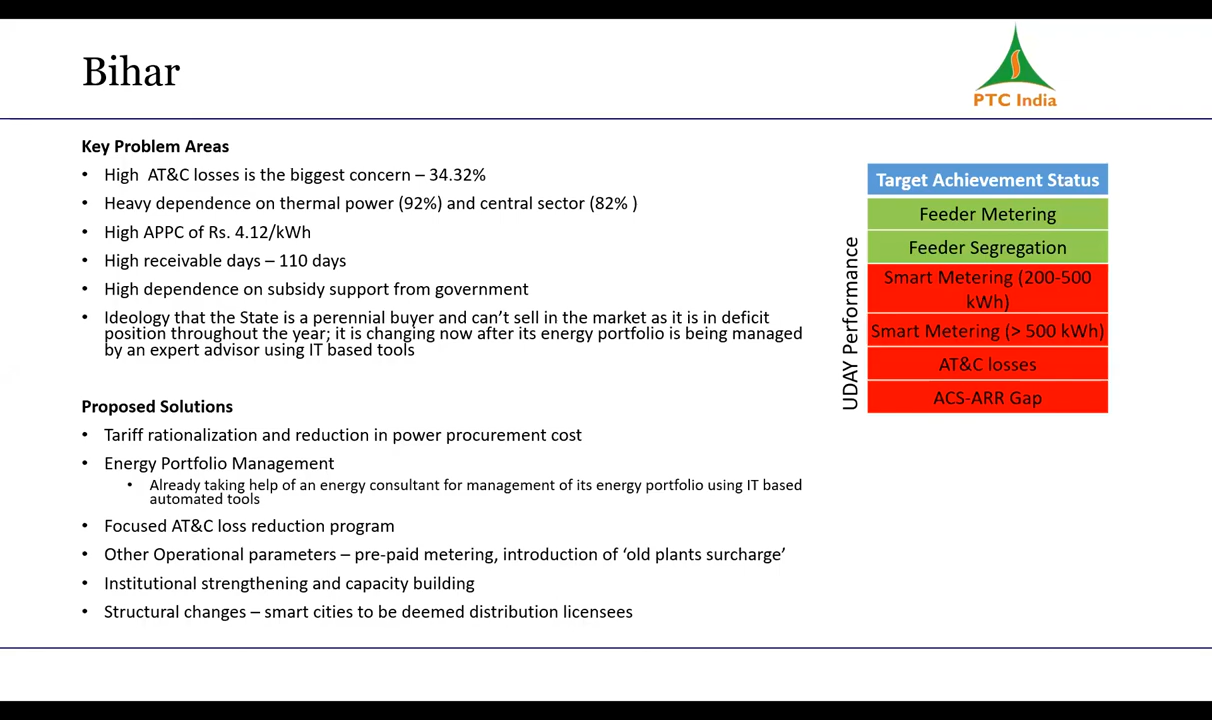 Bihar
PTC India
Key Problem Areas
• High AT&C losses is the biggest concern – 34.32%
• Heavy dependence on thermal power (92%) and central sector (82% )
• High APPC of Rs. 4.12/kWh
• High receivable days – 110 days
• High dependence on subsidy support from government
• Ideology that the State is a perennial buyer and can’t sell in the market as it is in deficit
position throughout the year; it is changing now after its energy portfolio is being managed
by an expert advisor using IT based tools
Proposed Solutions
• Tariff rationalization and reduction in power procurement cost
• Energy Portfolio Management
• Already taking help of an energy consultant for management of its energy portfolio using IT based
automated tools
• Focused AT&C loss reduction program
• Other Operational parameters – pre-paid metering, introduction of ‘old plants surcharge’
• Institutional strengthening and capacity building
• Structural changes – smart cities to be deemed distribution licensees
UDAY Performance
Target Achievement Status
Feeder Metering
Feeder Segregation
Smart Metering (200-500
kWh)
Smart Metering (> 500 kWh)
AT&C losses
ACS-ARR Gap